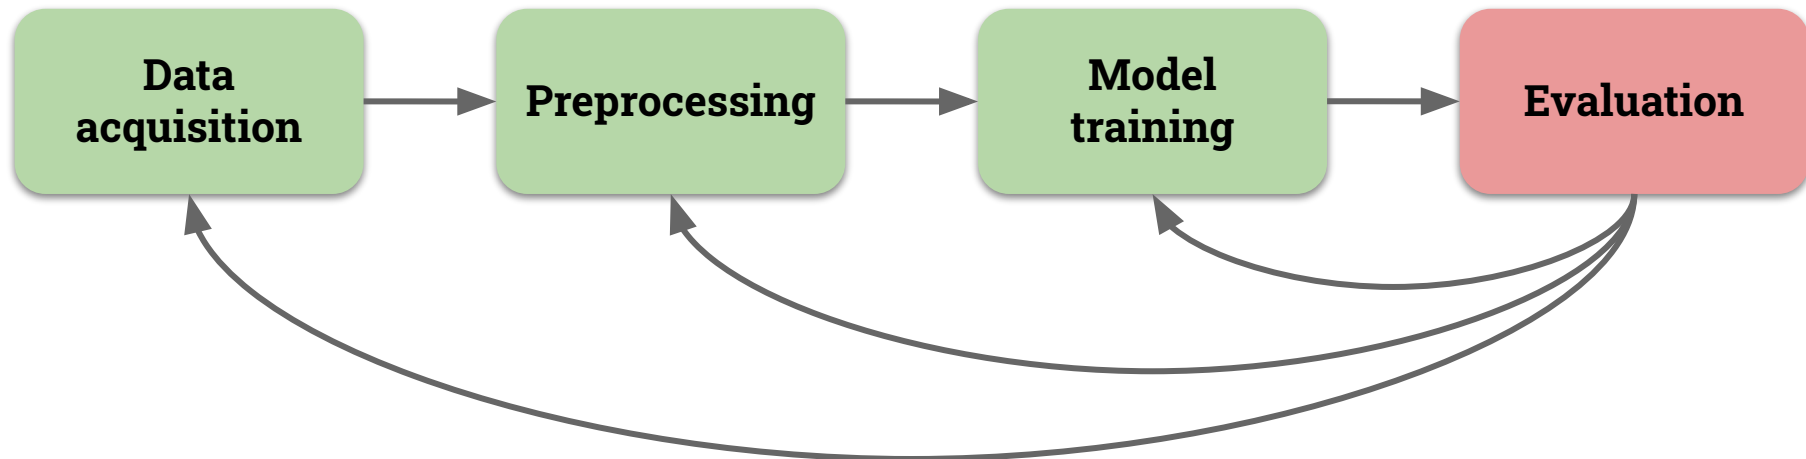 Data
acquisition
Preprocessing
Model
training
Evaluation